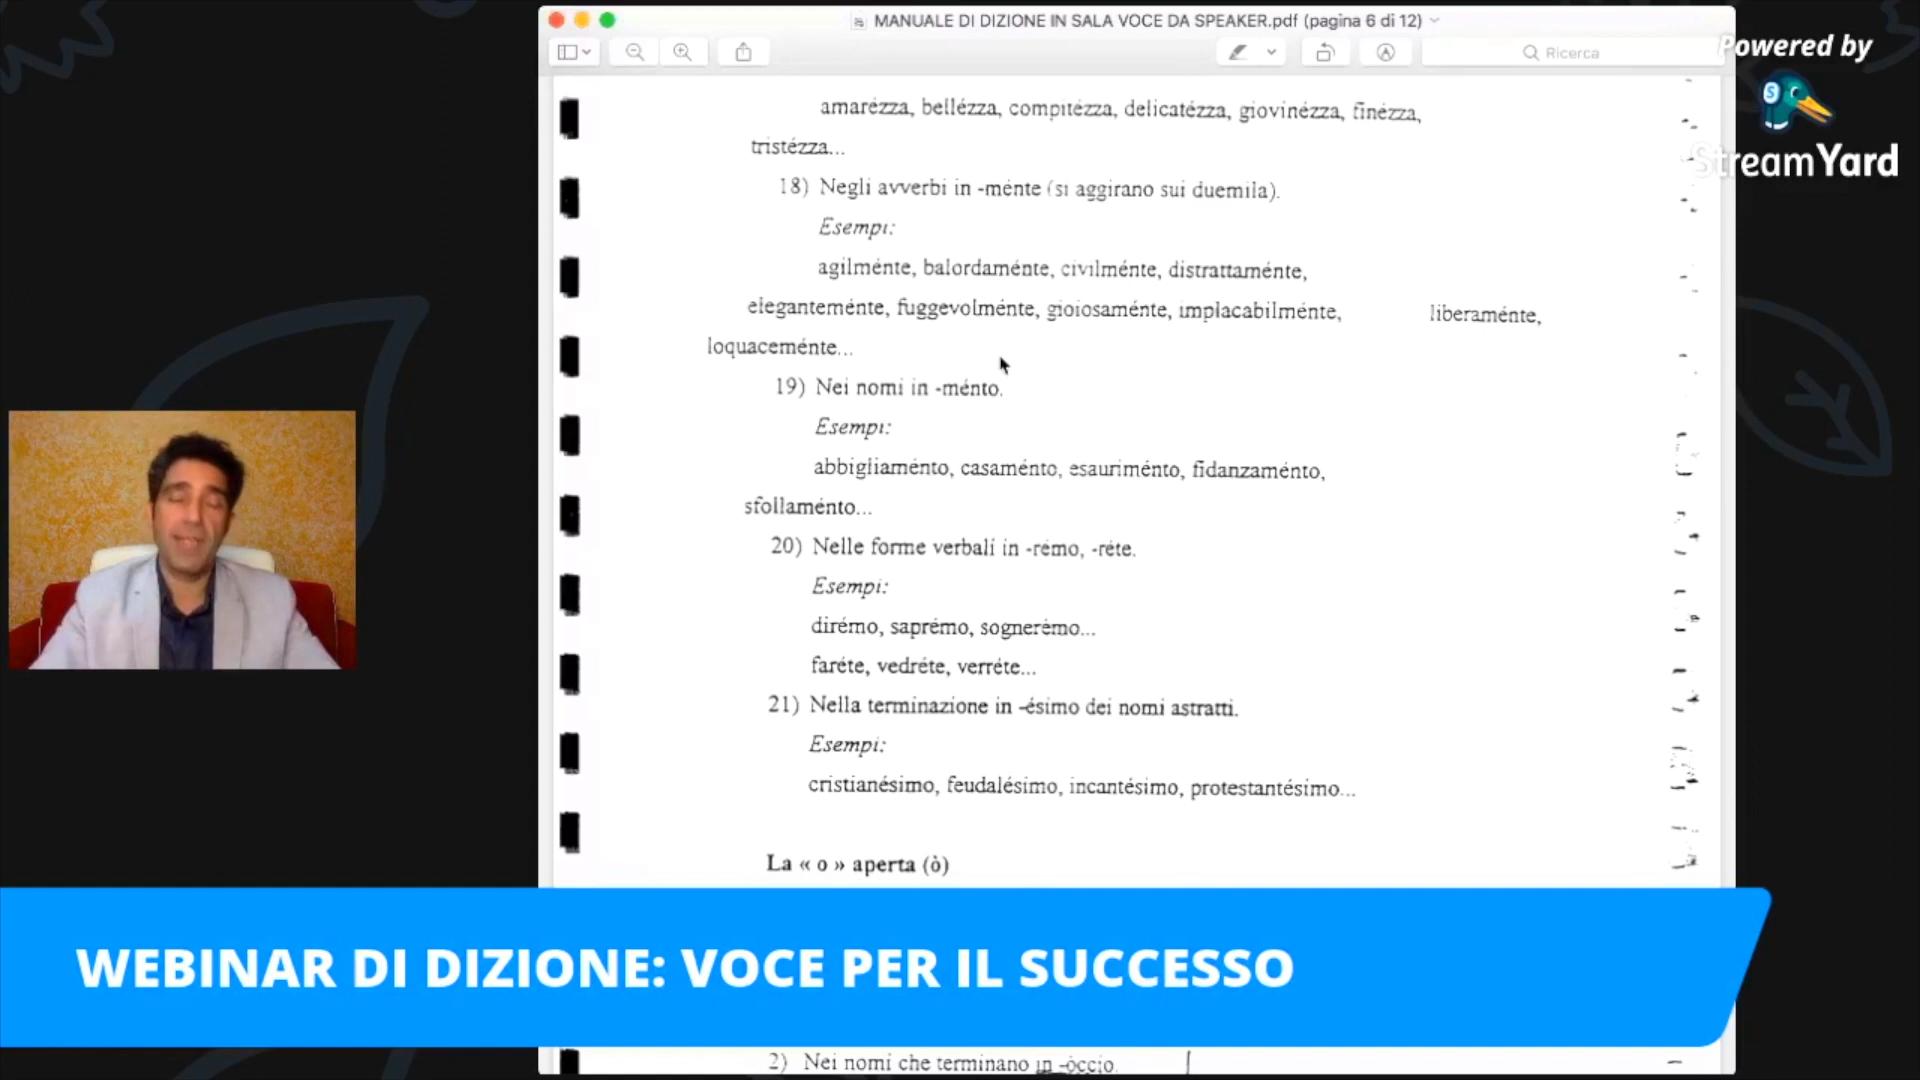 MANUALE DI DIZIONE IN SALA VOCE DA SPEAKER.pdf (pagina 6 di 12)
Ricerca
Powered by
StreamYard
amarézza, bellézza, compitézza, delicatézza, giovinézza, finézza,
tristézza...
18) Negli avverbi in -ménte (si aggirano sui duemila).
Esempi:
agilménte, balordaménte, civilménte, distrattaménte,
eleganteménte, fuggevolménte, gioiosaménte, implacabilménte, liberaménte,
loquaceménte...
19) Nei nomi in -ménto.
Esempi:
abbigliaménto, casaménto, esauriménto, fidanzaménto,
sfollaménto...
20) Nelle forme verbali in -rémo, -réte.
Esempi:
dirémo, saprémo, sognerémo...
faréte, vedréte, verréte...
21) Nella terminazione in -ésimo dei nomi astratti.
Esempi:
cristianésimo, feudalésimo, incantésimo, protestantésimo...
La « o » aperta (ò)
WEBINAR DI DIZIONE: VOCE PER IL SUCCESSO
2) Nei nomi che terminano in -òccio.